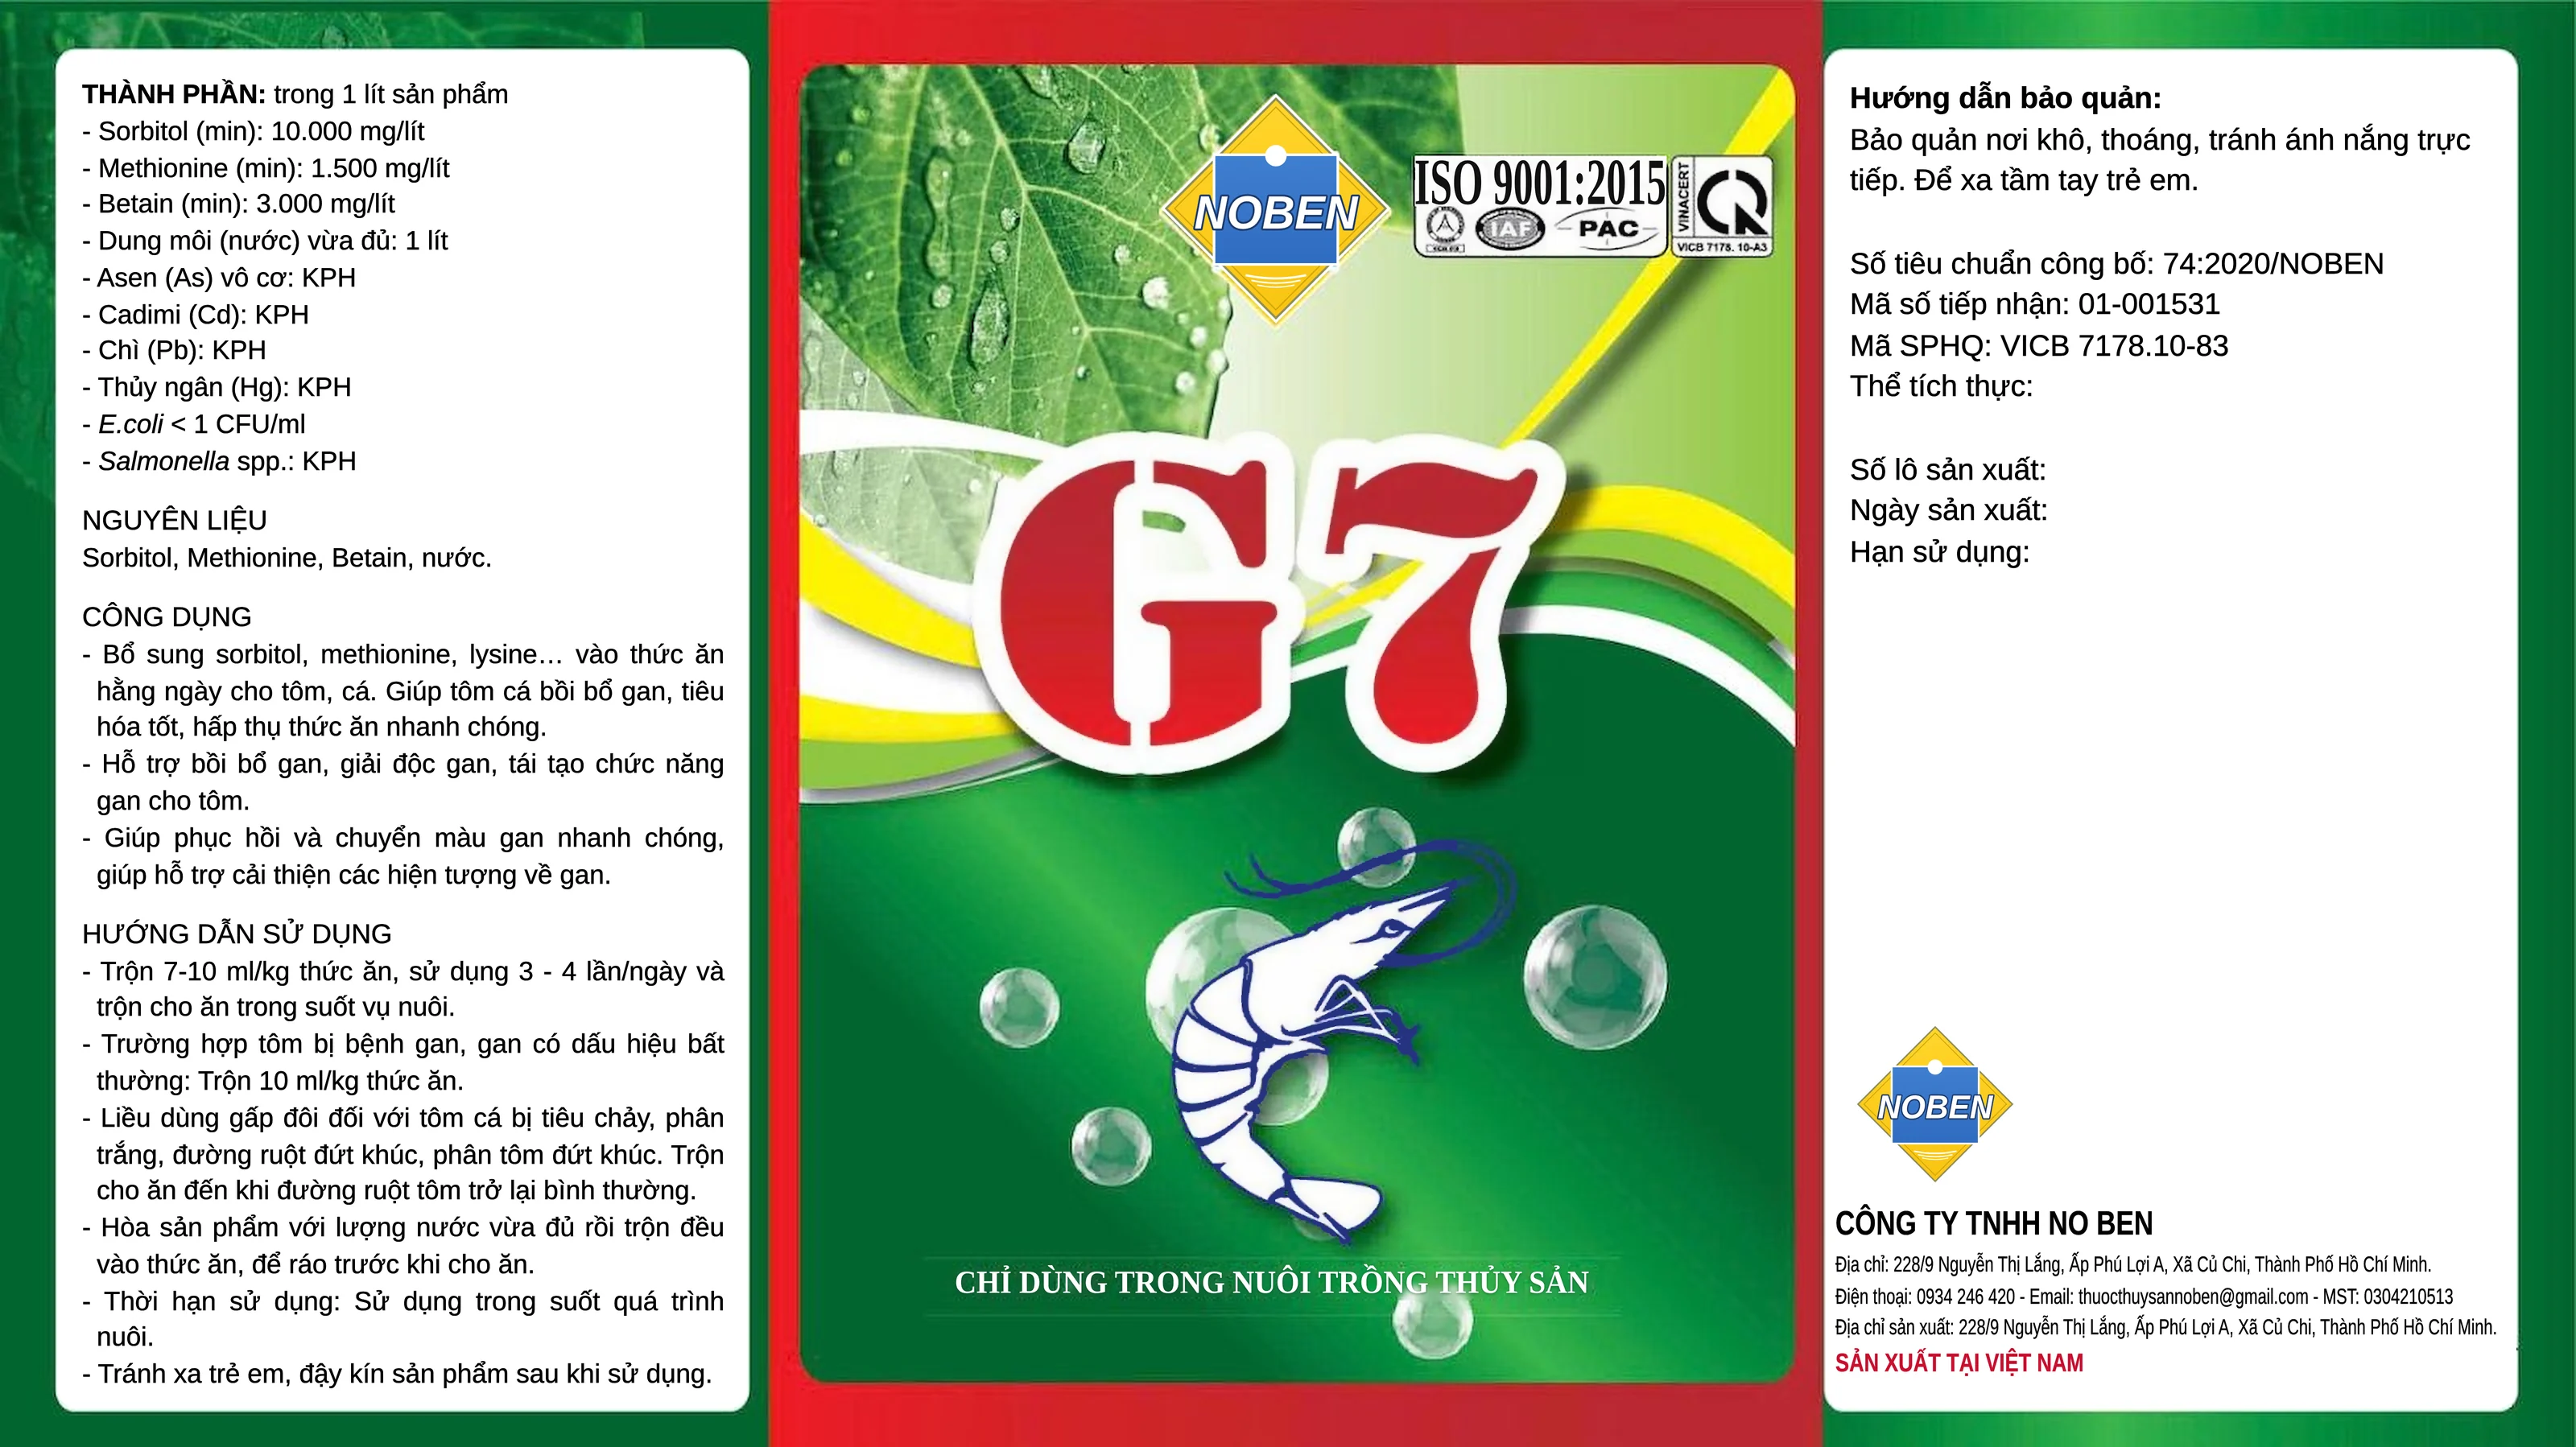 THÀNH PHẦN: trong 1 lít sản phẩm
- Sorbitol (min): 10.000 mg/lít
- Methionine (min): 1.500 mg/lít
- Betain (min): 3.000 mg/lít
- Dung môi (nước) vừa đủ: 1 lít
- Asen (As) vô cơ: KPH
- Cadimi (Cd): KPH
- Chì (Pb): KPH
- Thủy ngân (Hg): KPH
- E.coli < 1 CFU/ml
- Salmonella spp.: KPH
NGUYÊN LIỆU
Sorbitol, Methionine, Betain, nước.
CÔNG DỤNG
- Bổ sung sorbitol, methionine, lysine… vào thức ăn
hằng ngày cho tôm, cá. Giúp tôm cá bồi bổ gan, tiêu
hóa tốt, hấp thụ thức ăn nhanh chóng.
- Hỗ trợ bồi bổ gan, giải độc gan, tái tạo chức năng
gan cho tôm.
- Giúp phục hồi và chuyển màu gan nhanh chóng,
giúp hỗ trợ cải thiện các hiện tượng về gan.
HƯỚNG DẪN SỬ DỤNG
- Trộn 7-10 ml/kg thức ăn, sử dụng 3 - 4 lần/ngày và
trộn cho ăn trong suốt vụ nuôi.
- Trường hợp tôm bị bệnh gan, gan có dấu hiệu bất
thường: Trộn 10 ml/kg thức ăn.
- Liều dùng gấp đôi đối với tôm cá bị tiêu chảy, phân
trắng, đường ruột đứt khúc, phân tôm đứt khúc. Trộn
cho ăn đến khi đường ruột tôm trở lại bình thường.
- Hòa sản phẩm với lượng nước vừa đủ rồi trộn đều
vào thức ăn, để ráo trước khi cho ăn.
- Thời hạn sử dụng: Sử dụng trong suốt quá trình
nuôi.
- Tránh xa trẻ em, đậy kín sản phẩm sau khi sử dụng.
NOBEN
ISO 9001:2015
IAF
PAC
VINACERT
VICB 7178. 10-A3
G7
CHỈ DÙNG TRONG NUÔI TRỒNG THỦY SẢN
Hướng dẫn bảo quản:
Bảo quản nơi khô, thoáng, tránh ánh nắng trực
tiếp. Để xa tầm tay trẻ em.
Số tiêu chuẩn công bố: 74:2020/NOBEN
Mã số tiếp nhận: 01-001531
Mã SPHQ: VICB 7178.10-83
Thể tích thực:
Số lô sản xuất:
Ngày sản xuất:
Hạn sử dụng:
NOBEN
CÔNG TY TNHH NO BEN
Địa chỉ: 228/9 Nguyễn Thị Lắng, Ấp Phú Lợi A, Xã Củ Chi, Thành Phố Hồ Chí Minh.
Điện thoại: 0934 246 420 - Email: thuocthuysannoben@gmail.com - MST: 0304210513
Địa chỉ sản xuất: 228/9 Nguyễn Thị Lắng, Ấp Phú Lợi A, Xã Củ Chi, Thành Phố Hồ Chí Minh.
SẢN XUẤT TẠI VIỆT NAM